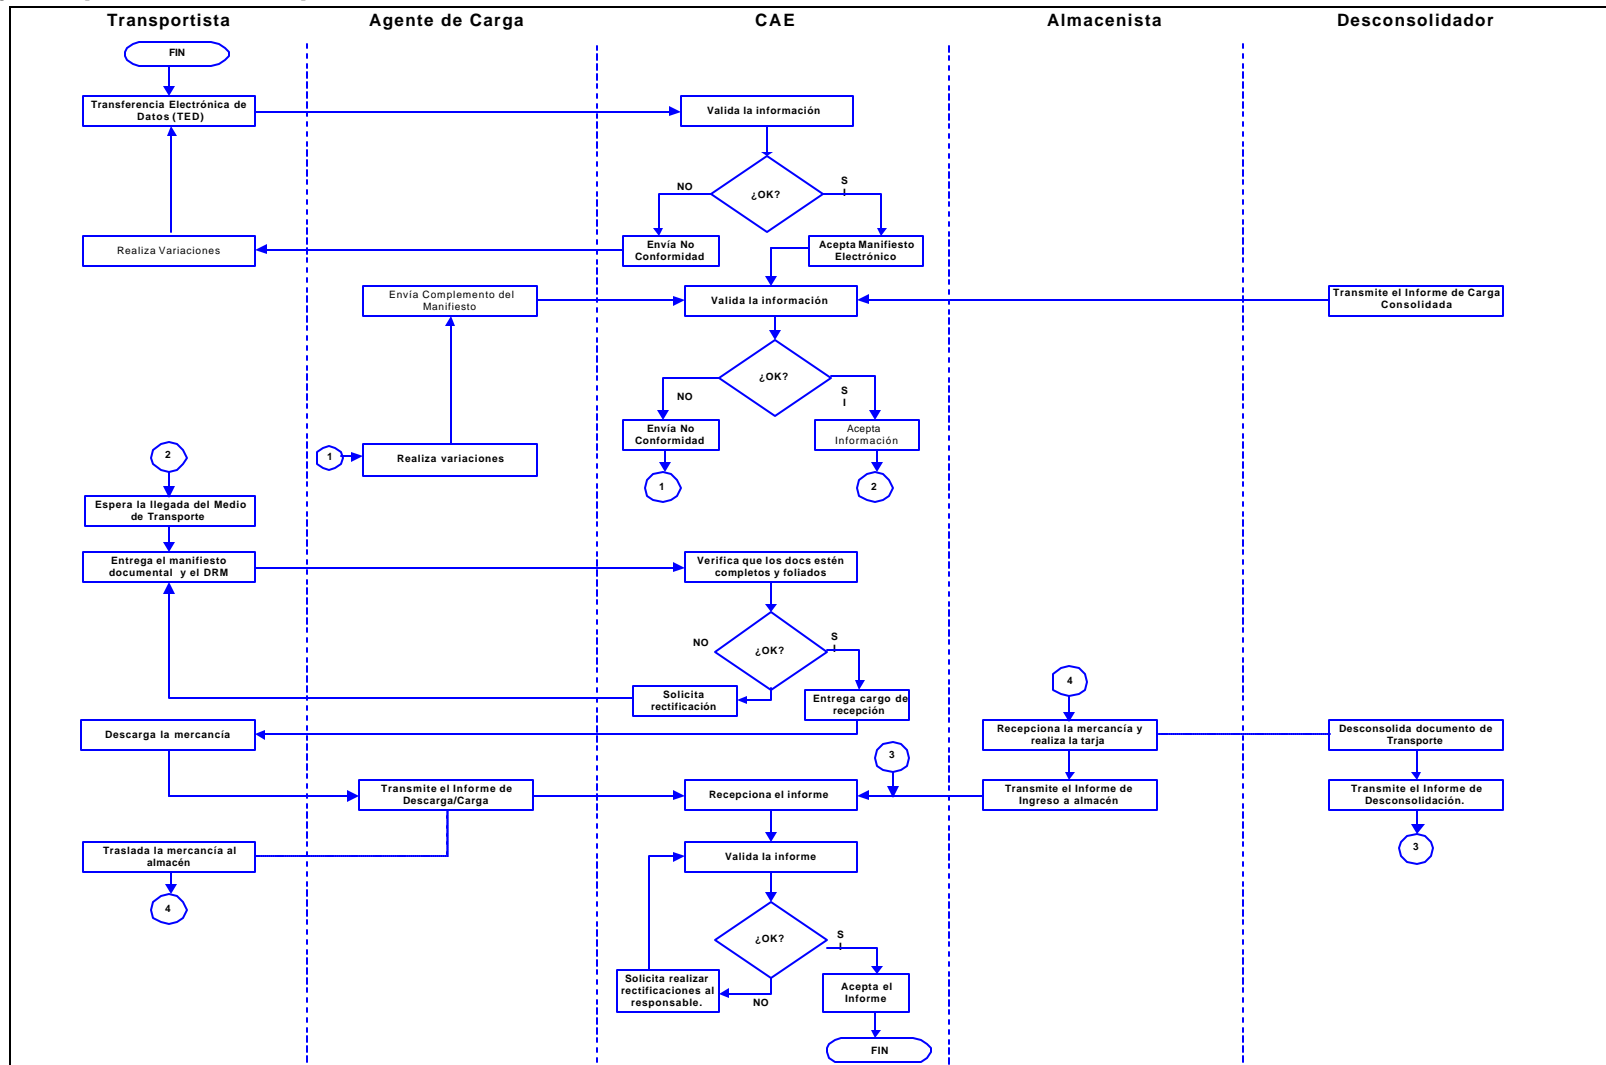 Transportista
Agente de Carga
CAE
Almacenista
Desconsolidador
FIN
Transferencia Electrónica de
Datos (TED)
Valida la información
¿OK?
NO
S
I
Realiza Variaciones
Envía No
Conformidad
Acepta Manifiesto
Electrónico
Envía Complemento del
Manifiesto
Valida la información
Transmite el Informe de Carga
Consolidada
¿OK?
NO
S
I
Envía No
Conformidad
Acepta
Información
2
1
Realiza variaciones
1
2
Espera la llegada del Medio
de Transporte
Entrega el manifiesto
documental y el DRM
Verifica que los docs estén
completos y foliados
NO
¿OK?
S
I
Solicita
rectificación
Entrega cargo de
recepción
4
Descarga la mercancía
Recepciona la mercancía y
realiza la tarja
Desconsolida documento de
Transporte
3
Transmite el Informe de
Descarga/Carga
Recepciona el informe
Transmite el Informe de
Ingreso a almacén
Transmite el Informe de
Desconsolidación.
Traslada la mercancía al
almacén
Valida la informe
3
4
¿OK?
S
I
Solicita realizar
rectificaciones al
responsable.
NO
Acepta el
Informe
FIN